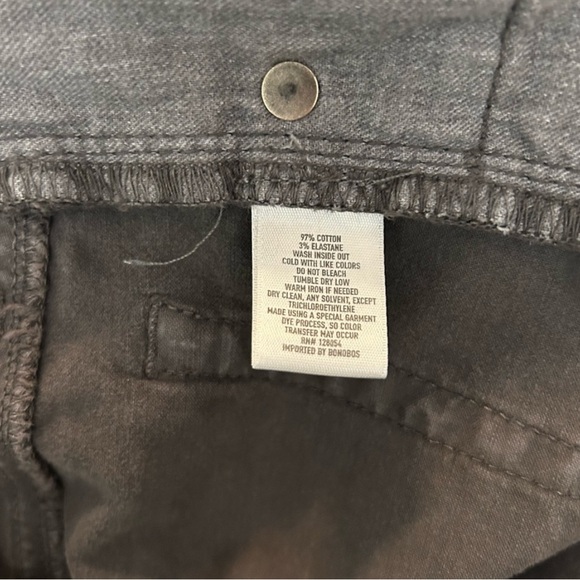 97% COTTON
3% ELASTANE
WASH INSIDE OUT
COLD WITH LIKE COLORS
DO NOT BLEACH
TUMBLE DRY LOW
WARM IRON IF NEEDED
DRY CLEAN, ANY SOLVENT, EXCEPT
TRICHLOROETHYLENE
MADE USING A SPECIAL GARMENT
DYE PROCESS, SO COLOR
TRANSFER MAY OCCUR
RN# 128054
IMPORTED BY BONOBOS